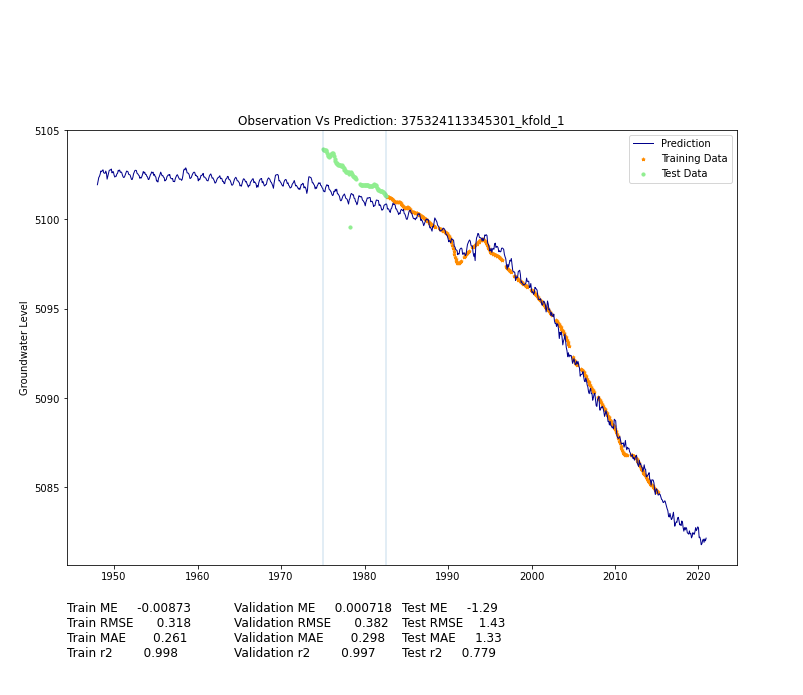 Observation Vs Prediction: 375324113345301_kfold_1
5105
5100
5095
5090
5085
Groundwater Level
Prediction
Training Data
Test Data
1950 1960 1970 1980 1990 2000 2010 2020
Train ME -0.00873 Validation ME 0.000718 Test ME -1.29
Train RMSE 0.318 Validation RMSE 0.382 Test RMSE 1.43
Train MAE 0.261 Validation MAE 0.298 Test MAE 1.33
Train r2 0.998 Validation r2 0.997 Test r2 0.779